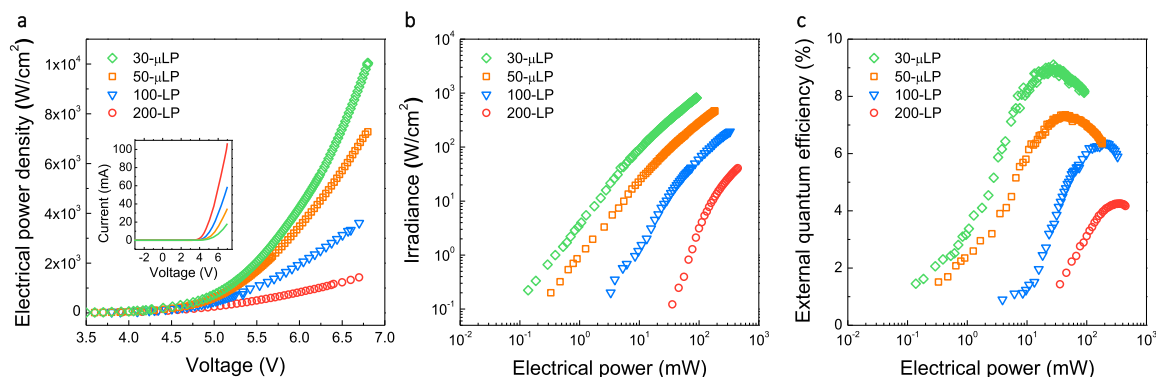 a
Electrical power density (W/cm²)
1x10⁴
8x10³
6x10³
4x10³
2x10³
0
30-μLP
50-μLP
100-LP
200-LP
Current (mA)
100
80
60
40
20
0
-2 0 2 4 6
Voltage (V)
3.5 4.0 4.5 5.0 5.5 6.0 6.5 7.0
Voltage (V)
b
Irradiance (W/cm²)
10⁴
10³
10²
10¹
10⁰
10⁻¹
30-μLP
50-μLP
100-LP
200-LP
10⁻² 10⁻¹ 10⁰ 10¹ 10² 10³
Electrical power (mW)
c
External quantum efficiency (%)
10
8
6
4
2
0
30-μLP
50-μLP
100-LP
200-LP
10⁻² 10⁻¹ 10⁰ 10¹ 10² 10³
Electrical power (mW)